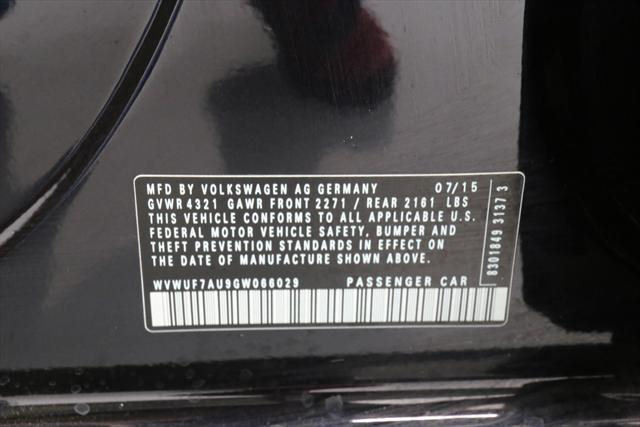 MFD BY VOLKSWAGEN AG GERMANY 07/15
GVWR 4321 GAWR FRONT 2271 / REAR 2161 LBS
THIS VEHICLE CONFORMS TO ALL APPLICABLE U.S.
FEDERAL MOTOR VEHICLE SAFETY, BUMPER AND
THEFT PREVENTION STANDARDS IN EFFECT ON
THE DATE OF MANUFACTURE SHOWN ABOVE.
WVWUF7AU9GW066029 PASSENGER CAR
8301849 3137 3